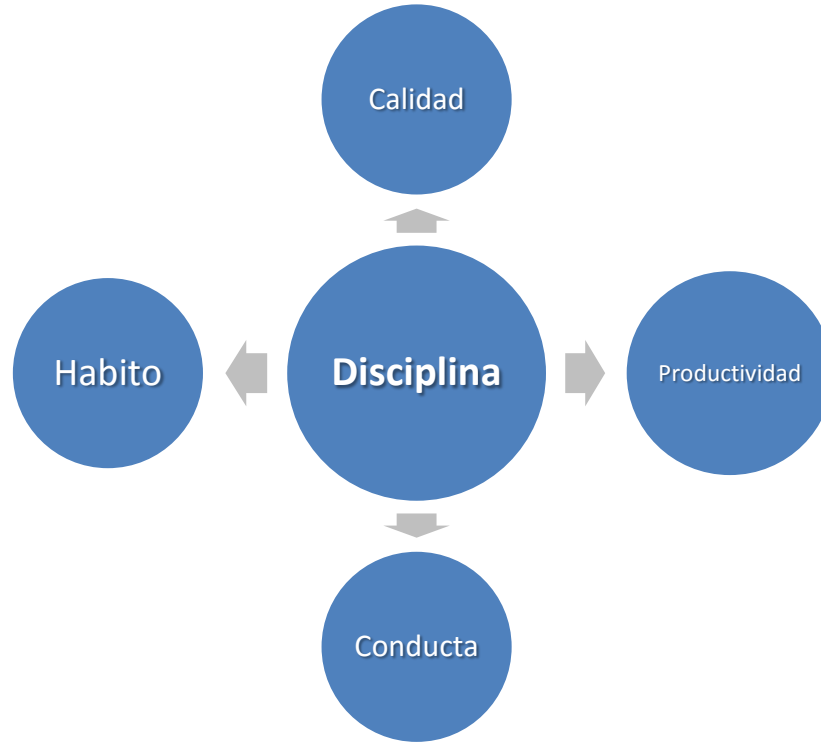 Calidad
Habito
Disciplina
Productividad
Conducta